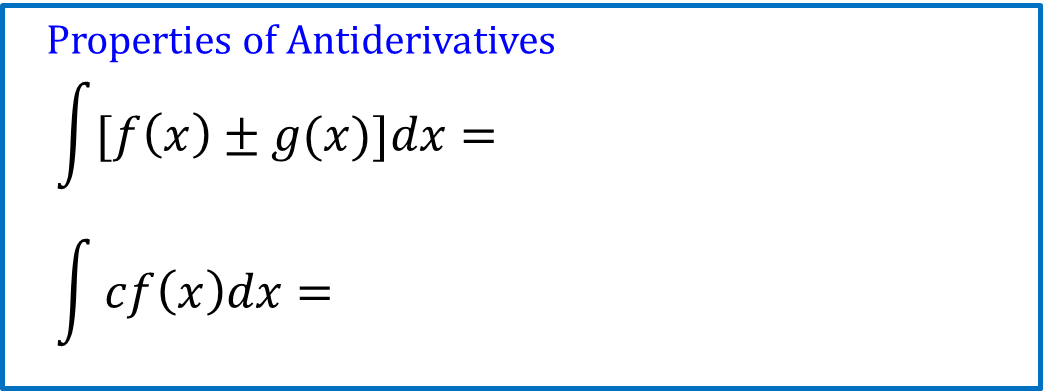 Properties of Antiderivatives
∫[f(x) ± g(x)]dx =
∫ cf(x)dx =